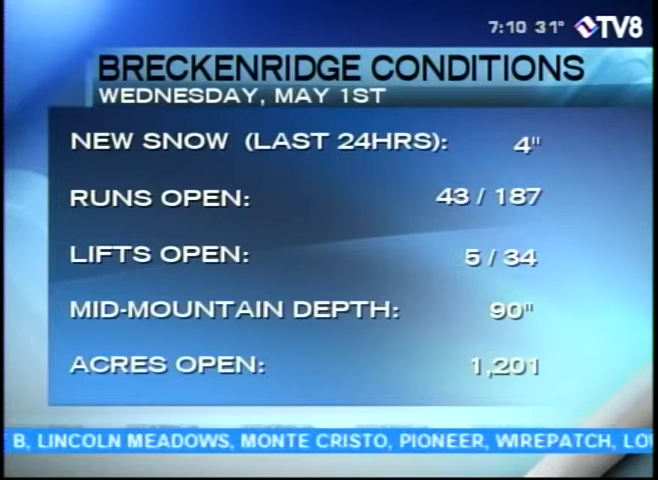 7:10 31° TV8
BRECKENRIDGE CONDITIONS
WEDNESDAY, MAY 1ST
NEW SNOW (LAST 24HRS): 4"
RUNS OPEN: 43 / 187
LIFTS OPEN: 5 / 34
MID-MOUNTAIN DEPTH: 90"
ACRES OPEN: 1,201
B, LINCOLN MEADOWS, MONTE CRISTO, PIONEER, WIREPATCH, LO